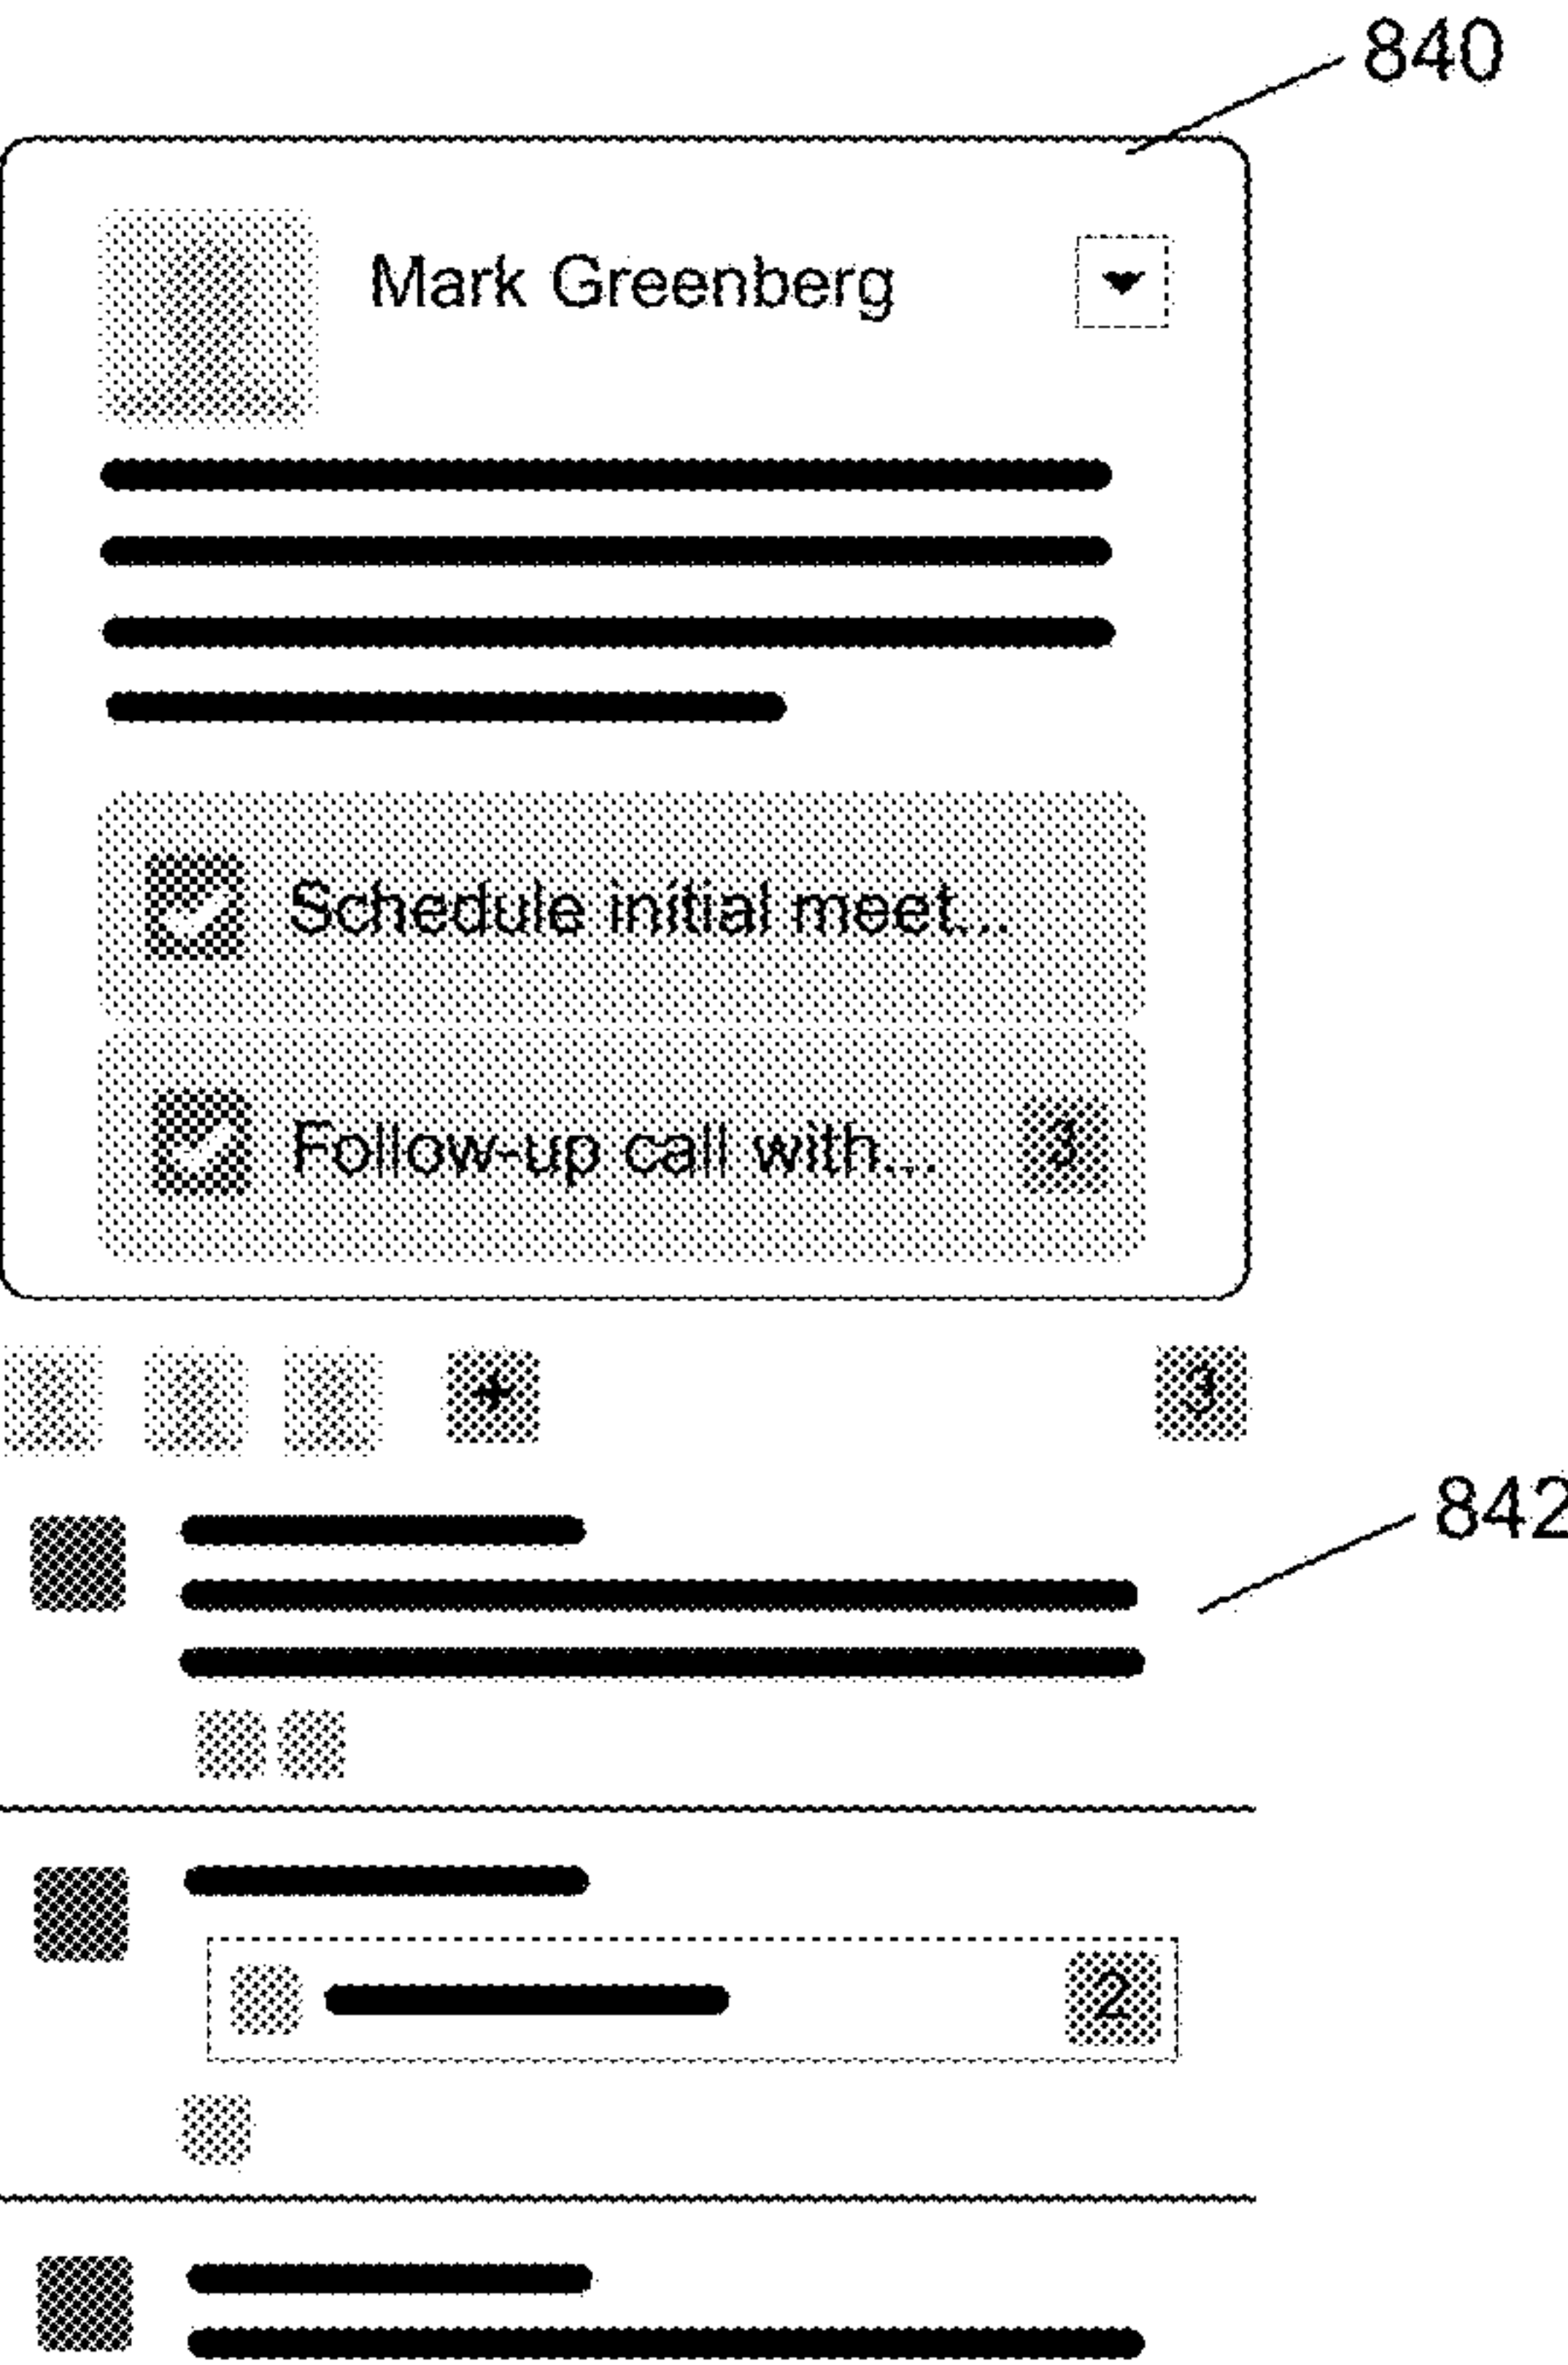 840
Mark Greenberg
Schedule initial meet...
Follow-up call with... 3
+ 3
842
2